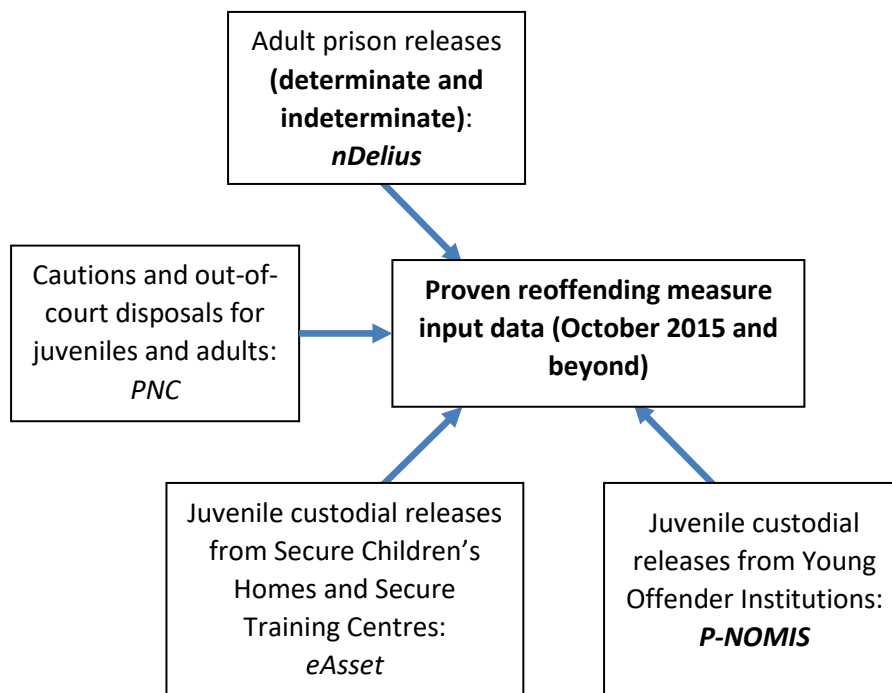 Adult prison releases
(determinate and
indeterminate):
nDelius
Cautions and out-of-
court disposals for
juveniles and adults:
PNC
Proven reoffending measure
input data (October 2015 and
beyond)
Juvenile custodial releases
from Secure Children’s
Homes and Secure
Training Centres:
eAsset
Juvenile custodial
releases from Young
Offender Institutions:
P-NOMIS